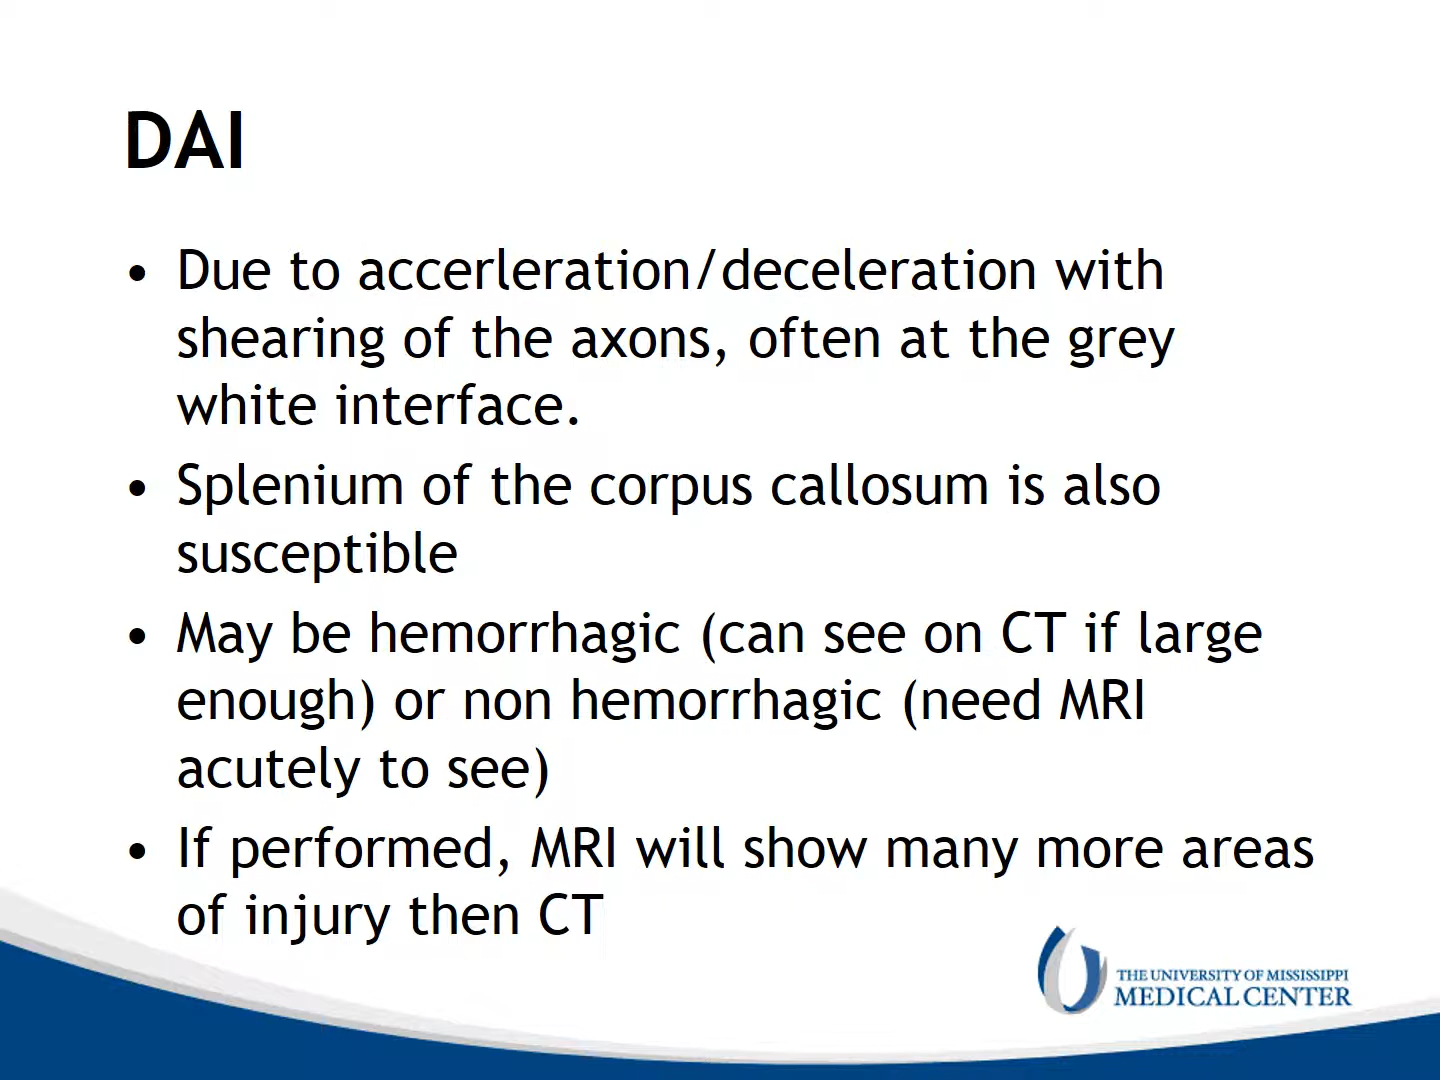 DAI
• Due to accerleration/deceleration with
shearing of the axons, often at the grey
white interface.
• Splenium of the corpus callosum is also
susceptible
• May be hemorrhagic (can see on CT if large
enough) or non hemorrhagic (need MRI
acutely to see)
• If performed, MRI will show many more areas
of injury then CT
THE UNIVERSITY OF MISSISSIPPI
MEDICAL CENTER